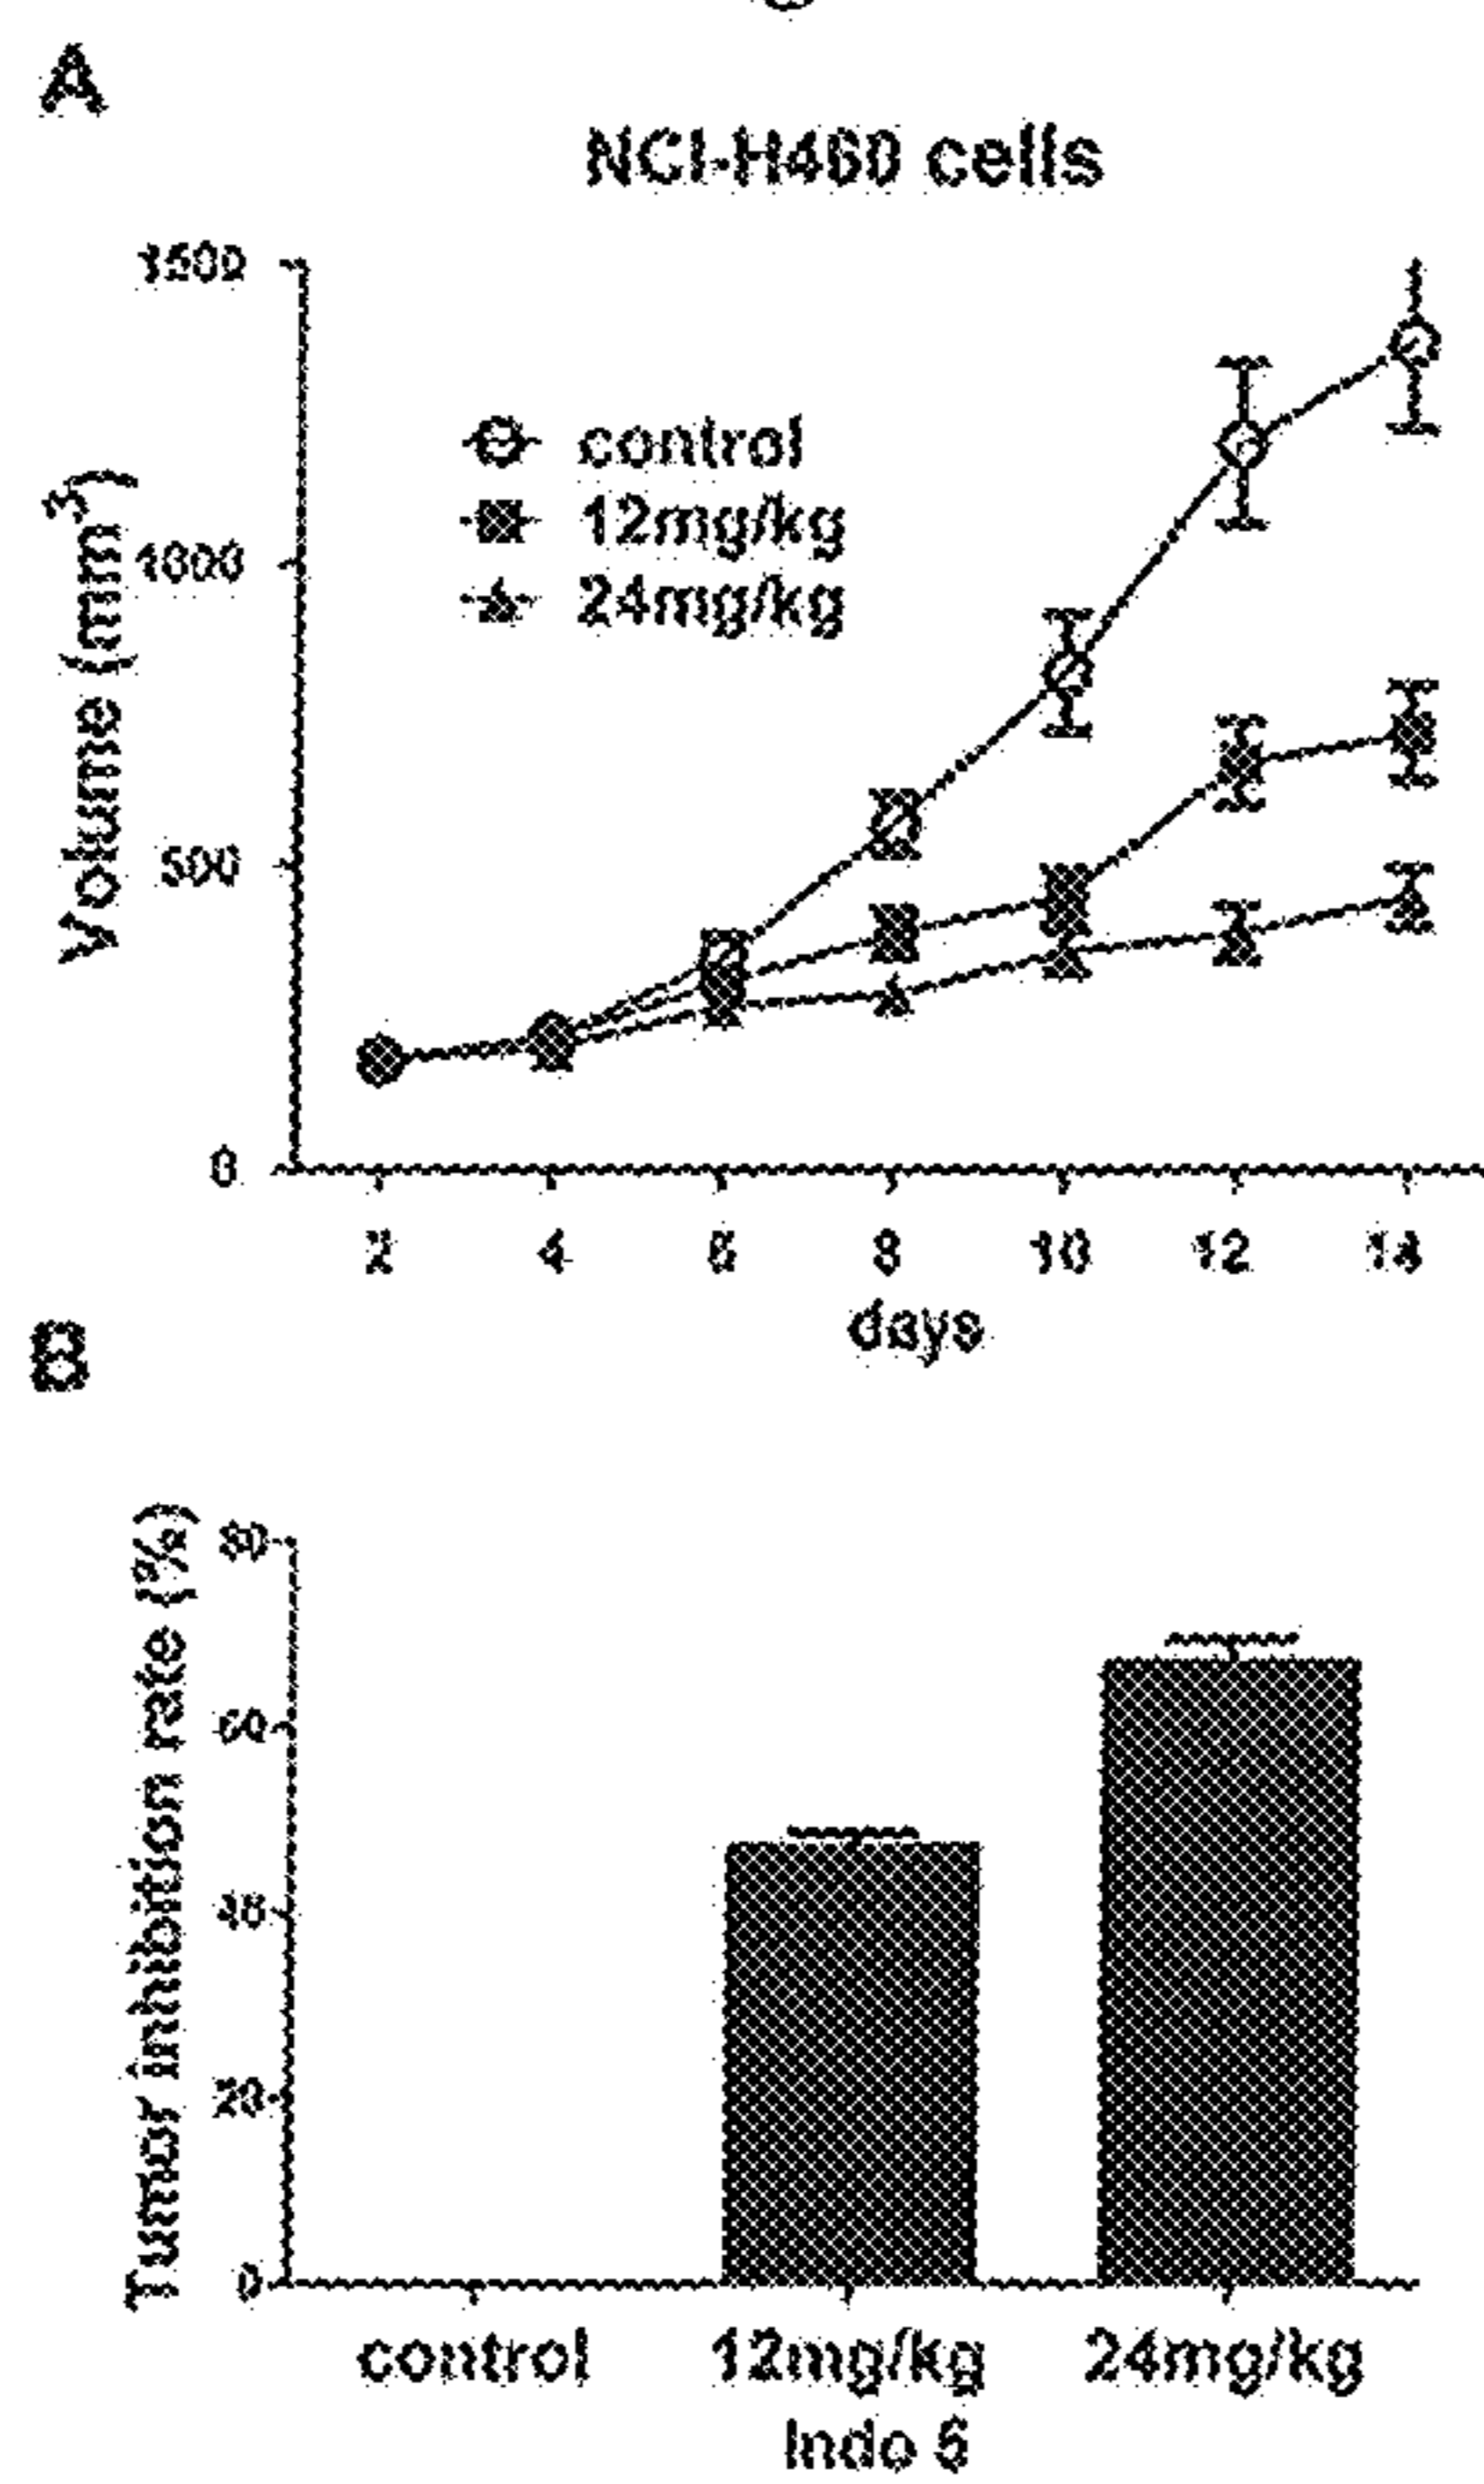 A
NCI-H460 cells
1500
control
12mg/kg
24mg/kg
Volume (mm³)
1000
500
0
2 4 6 8 10 12 14
days
B
Tumor inhibition rate (%)
80
60
40
20
0
control 12mg/kg 24mg/kg
Indo 5